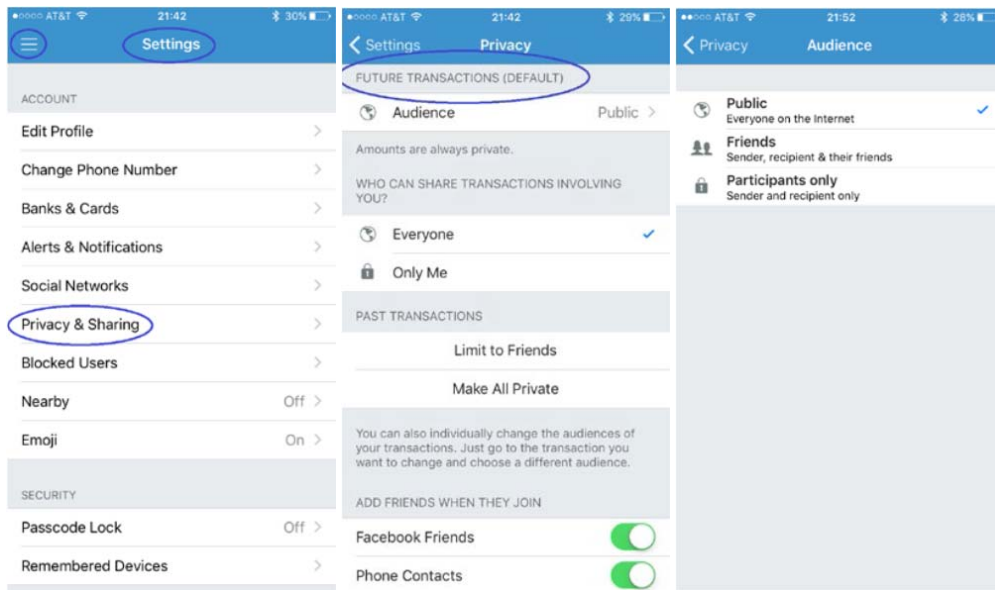 AT&T 21:42 30%
Settings
ACCOUNT
Edit Profile
Change Phone Number
Banks & Cards
Alerts & Notifications
Social Networks
Privacy & Sharing
Blocked Users
Nearby Off
Emoji On
SECURITY
Passcode Lock Off
Remembered Devices
AT&T 21:42 29%
Settings Privacy
FUTURE TRANSACTIONS (DEFAULT)
Audience Public
Amounts are always private.
WHO CAN SHARE TRANSACTIONS INVOLVING
YOU?
Everyone
Only Me
PAST TRANSACTIONS
Limit to Friends
Make All Private
You can also individually change the audiences of
your transactions. Just go to the transaction you
want to change and choose a different audience.
ADD FRIENDS WHEN THEY JOIN
Facebook Friends
Phone Contacts
AT&T 21:52 28%
Privacy Audience
Public
Everyone on the Internet
Friends
Sender, recipient & their friends
Participants only
Sender and recipient only